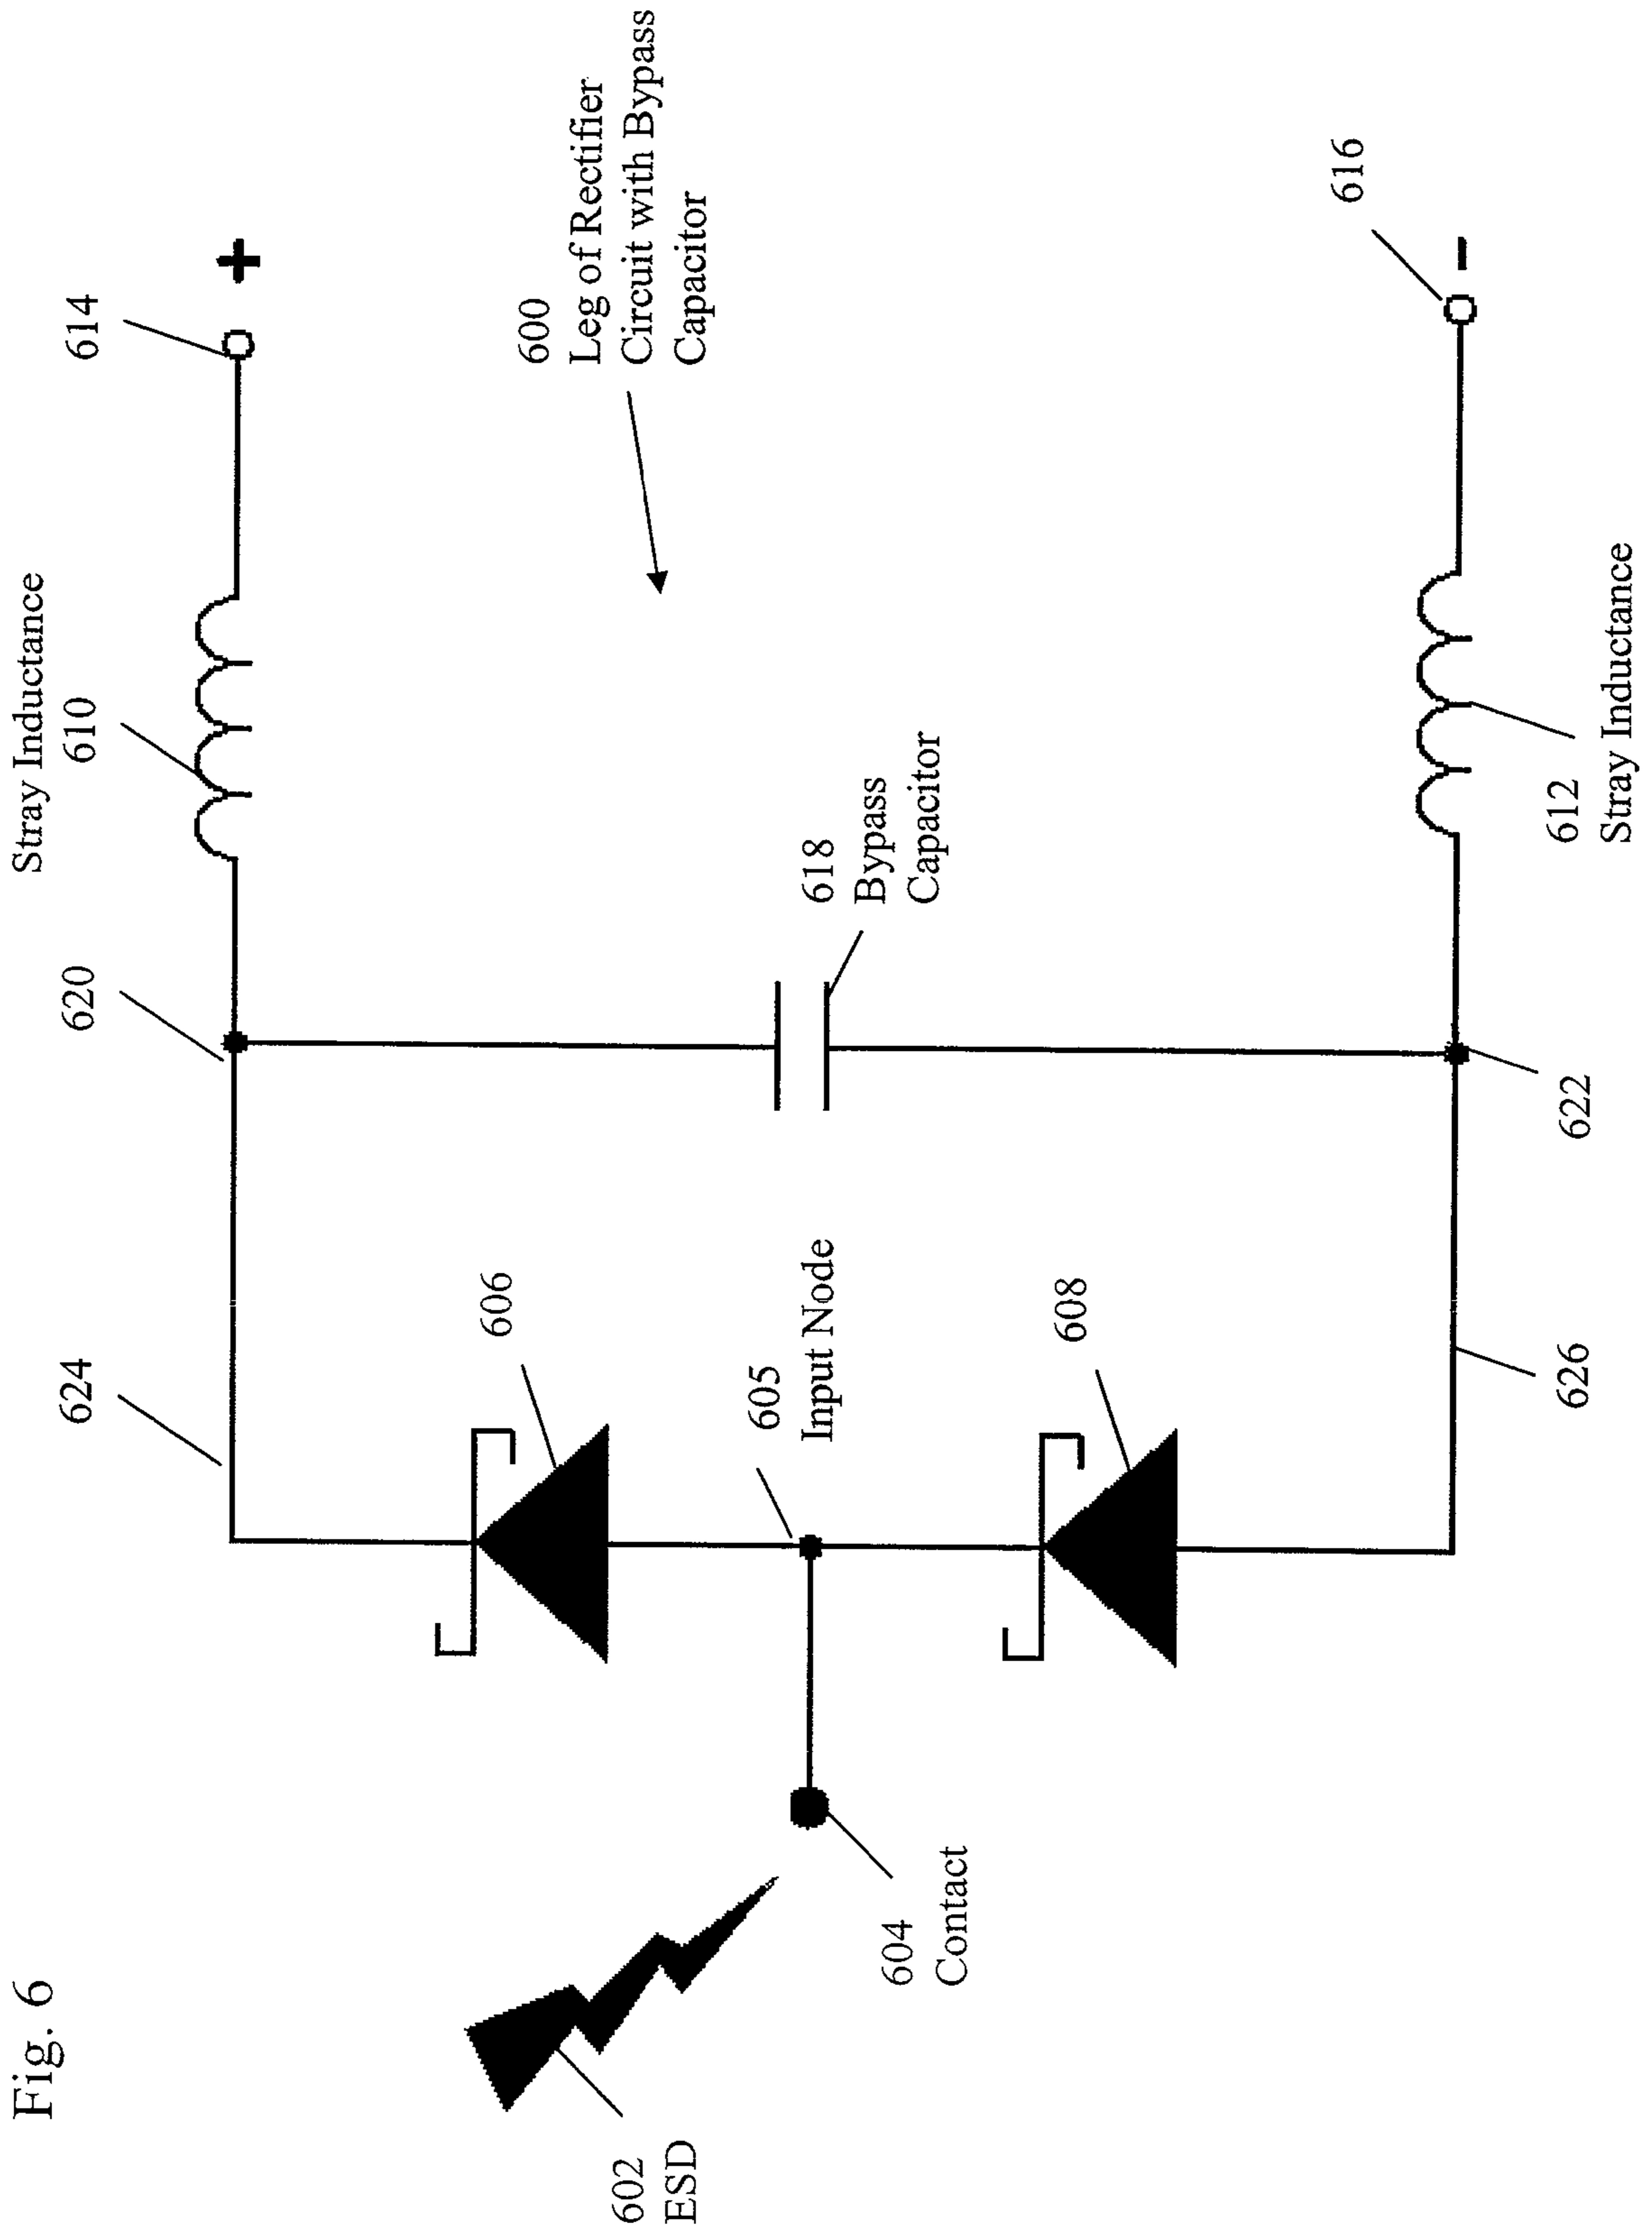 Fig. 6
Stray Inductance
610
614
+
620
624
600
Leg of Rectifier
Circuit with Bypass
Capacitor
606
602
ESD
605
Input Node
618
Bypass
Capacitor
604
Contact
608
616
-
612
Stray Inductance
622
626